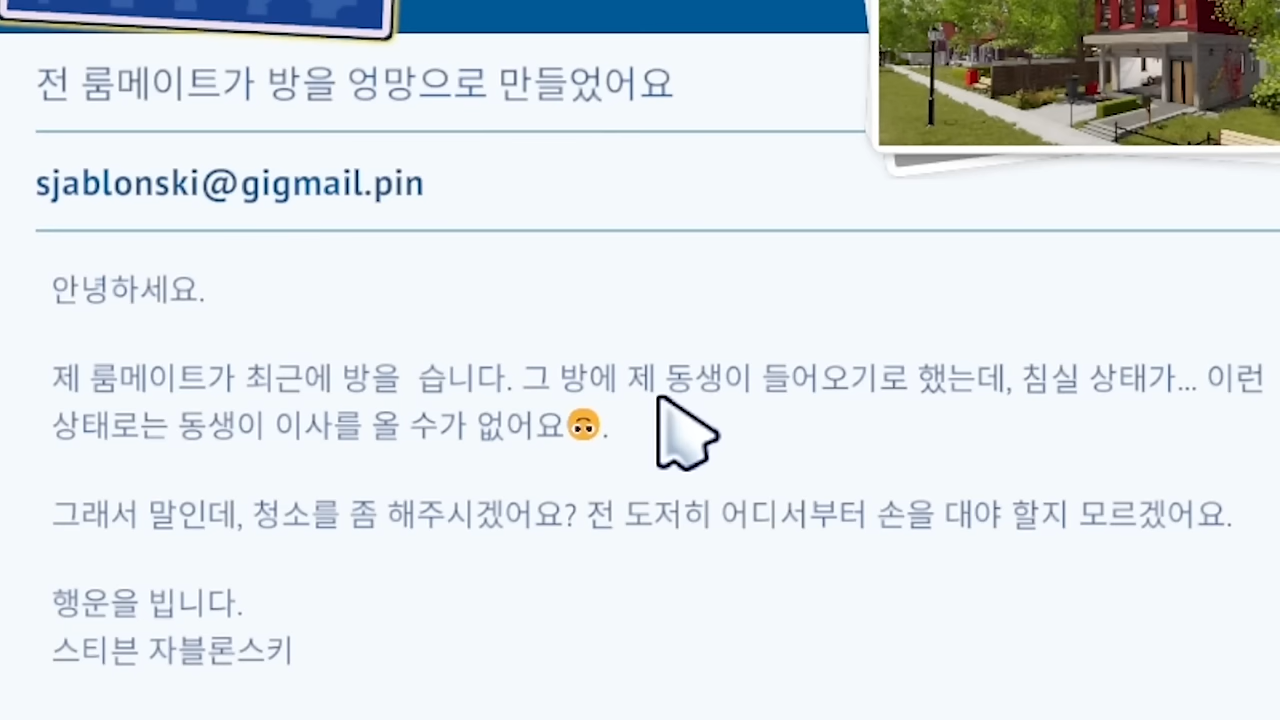 전 룸메이트가 방을 엉망으로 만들었어요
sjablonski@gigmail.pin
안녕하세요.
제 룸메이트가 최근에 방을  습니다. 그 방에 제 동생이 들어오기로 했는데, 침실 상태가... 이런
상태로는 동생이 이사를 올 수가 없어요🙃.
그래서 말인데, 청소를 좀 해주시겠어요? 전 도저히 어디서부터 손을 대야 할지 모르겠어요.
행운을 빕니다.
스티븐 자블론스키